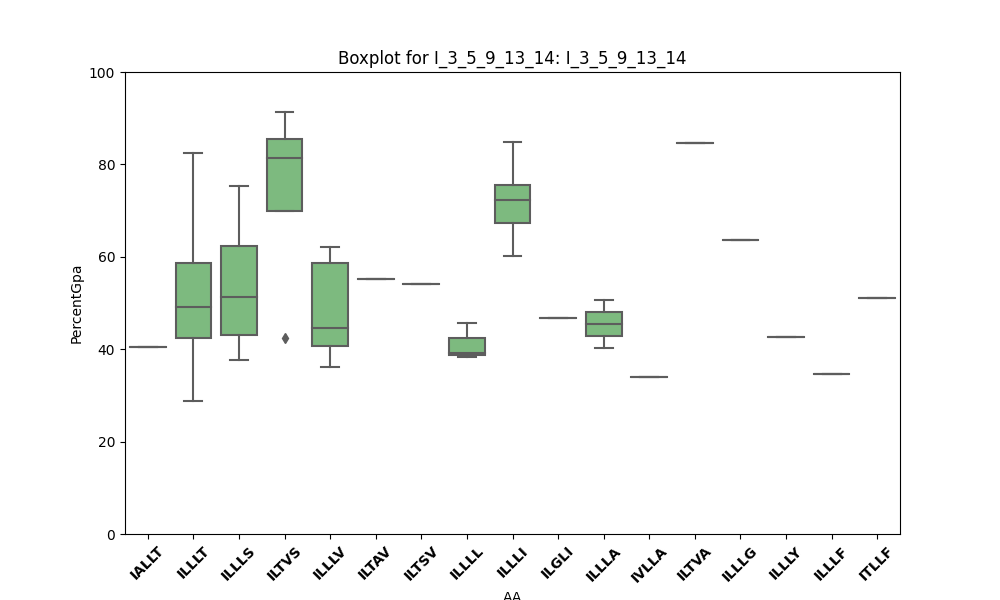 Boxplot for I_3_5_9_13_14: I_3_5_9_13_14
100
80
60
40
20
0
PercentGpa
IALLT
ILLLT
ILLLS
ILTVS
ILLLV
ILTAV
ILTSV
ILLLL
ILLLI
ILGLI
ILLLA
IVLLA
ILTVA
ILLLG
ILLLY
ILLLF
ITLLF
AA